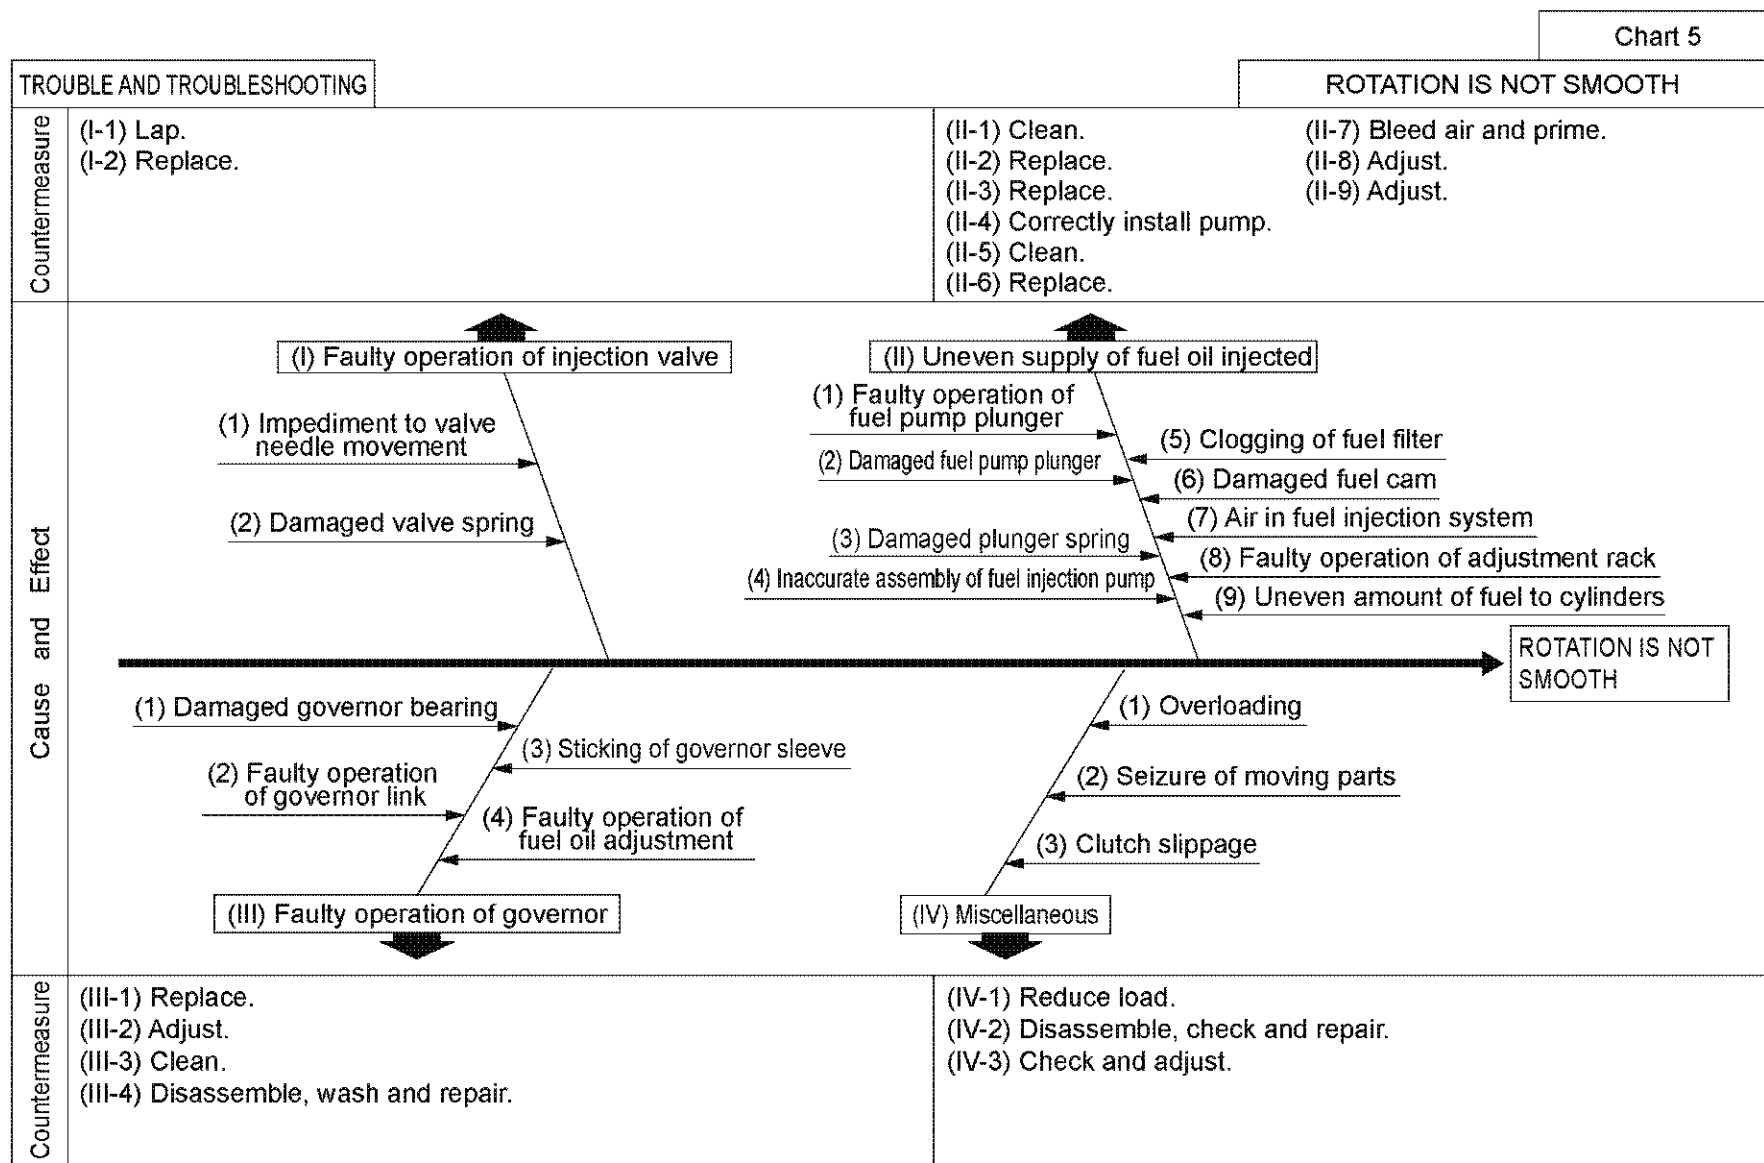 Chart 5
TROUBLE AND TROUBLESHOOTING
ROTATION IS NOT SMOOTH
Countermeasure
(I-1) Lap.
(I-2) Replace.
(II-1) Clean.
(II-2) Replace.
(II-3) Replace.
(II-4) Correctly install pump.
(II-5) Clean.
(II-6) Replace.
(II-7) Bleed air and prime.
(II-8) Adjust.
(II-9) Adjust.
Cause and Effect
(I) Faulty operation of injection valve
(1) Impediment to valve
needle movement
(2) Damaged valve spring
(II) Uneven supply of fuel oil injected
(1) Faulty operation of
fuel pump plunger
(2) Damaged fuel pump plunger
(3) Damaged plunger spring
(4) Inaccurate assembly of fuel injection pump
(5) Clogging of fuel filter
(6) Damaged fuel cam
(7) Air in fuel injection system
(8) Faulty operation of adjustment rack
(9) Uneven amount of fuel to cylinders
ROTATION IS NOT
SMOOTH
(1) Damaged governor bearing
(2) Faulty operation
of governor link
(3) Sticking of governor sleeve
(4) Faulty operation of
fuel oil adjustment
(III) Faulty operation of governor
(1) Overloading
(2) Seizure of moving parts
(3) Clutch slippage
(IV) Miscellaneous
Countermeasure
(III-1) Replace.
(III-2) Adjust.
(III-3) Clean.
(III-4) Disassemble, wash and repair.
(IV-1) Reduce load.
(IV-2) Disassemble, check and repair.
(IV-3) Check and adjust.